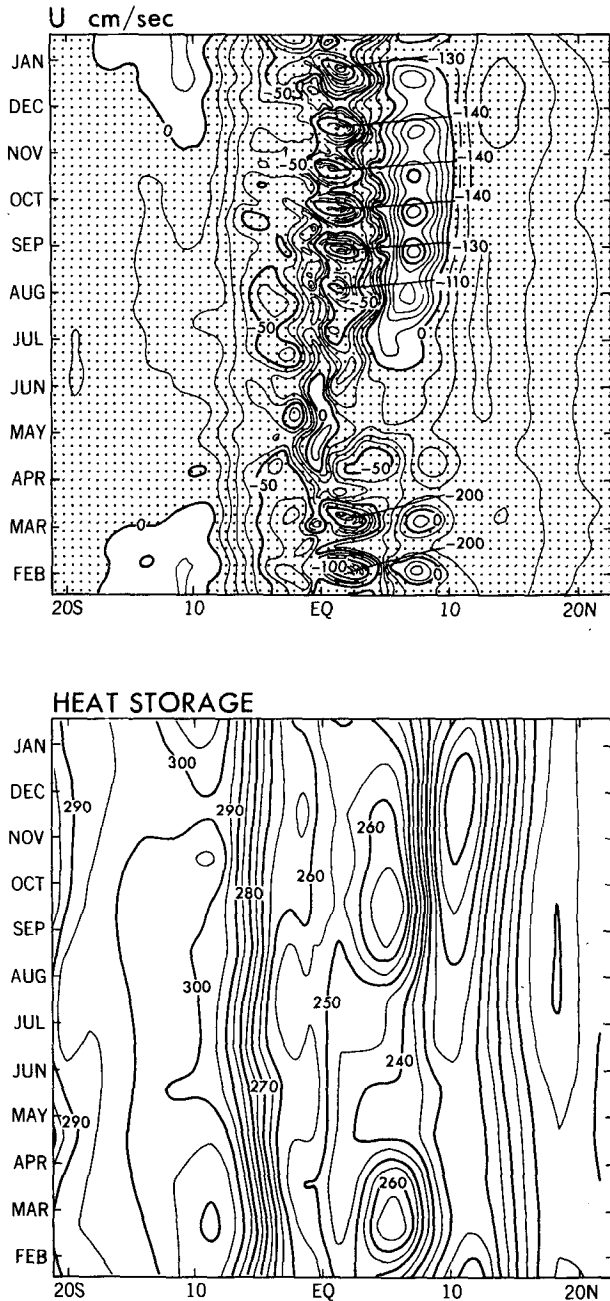 U cm/sec
JAN
DEC
NOV
OCT
SEP
AUG
JUL
JUN
MAY
APR
MAR
FEB
-130
-50
-140
0
-50
-140
-140
-130
-110
-50
-50
0
-50
-50
-200
0
0
-100
-200
0
20S
10
EQ
10
20N
HEAT STORAGE
JAN
DEC
NOV
OCT
SEP
AUG
JUL
JUN
MAY
APR
MAR
FEB
300
290
290
260
280
260
300
250
240
270
290
260
20S
10
EQ
10
20N